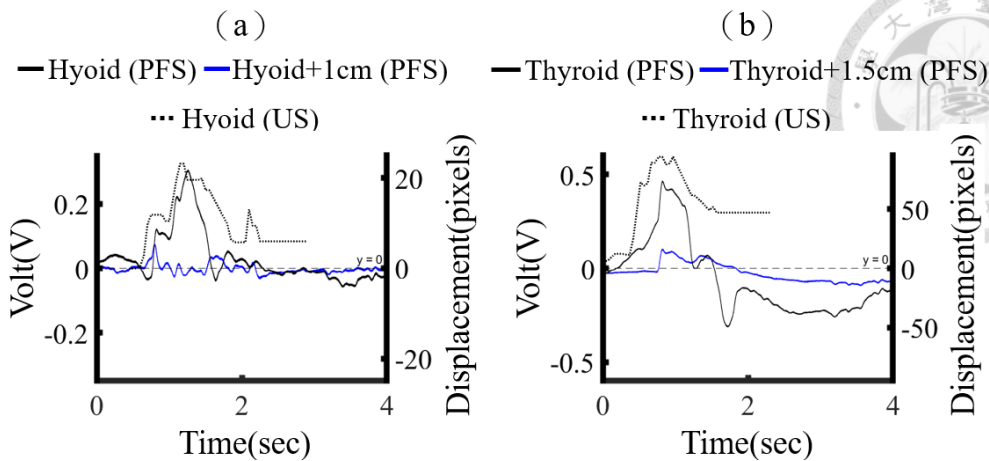 （a）
Hyoid (PFS) Hyoid+1cm (PFS)
Hyoid (US)
Volt(V)
0.2
0
-0.2
20
0
-20
Displacement(pixels)
y = 0
0 2 4
Time(sec)
（b）
Thyroid (PFS) Thyroid+1.5cm (PFS)
Thyroid (US)
Volt(V)
0.5
0
-0.5
50
0
-50
Displacement(pixels)
y = 0
0 2 4
Time(sec)
大 灣